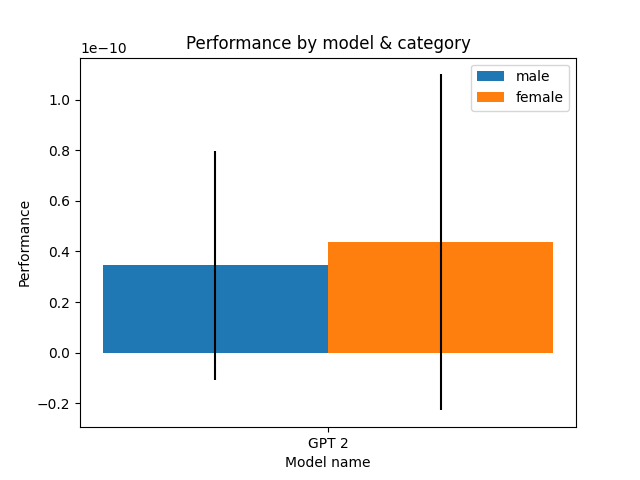 Performance by model & category
1e−10
male
female
1.0
0.8
0.6
0.4
0.2
0.0
−0.2
Performance
GPT 2
Model name